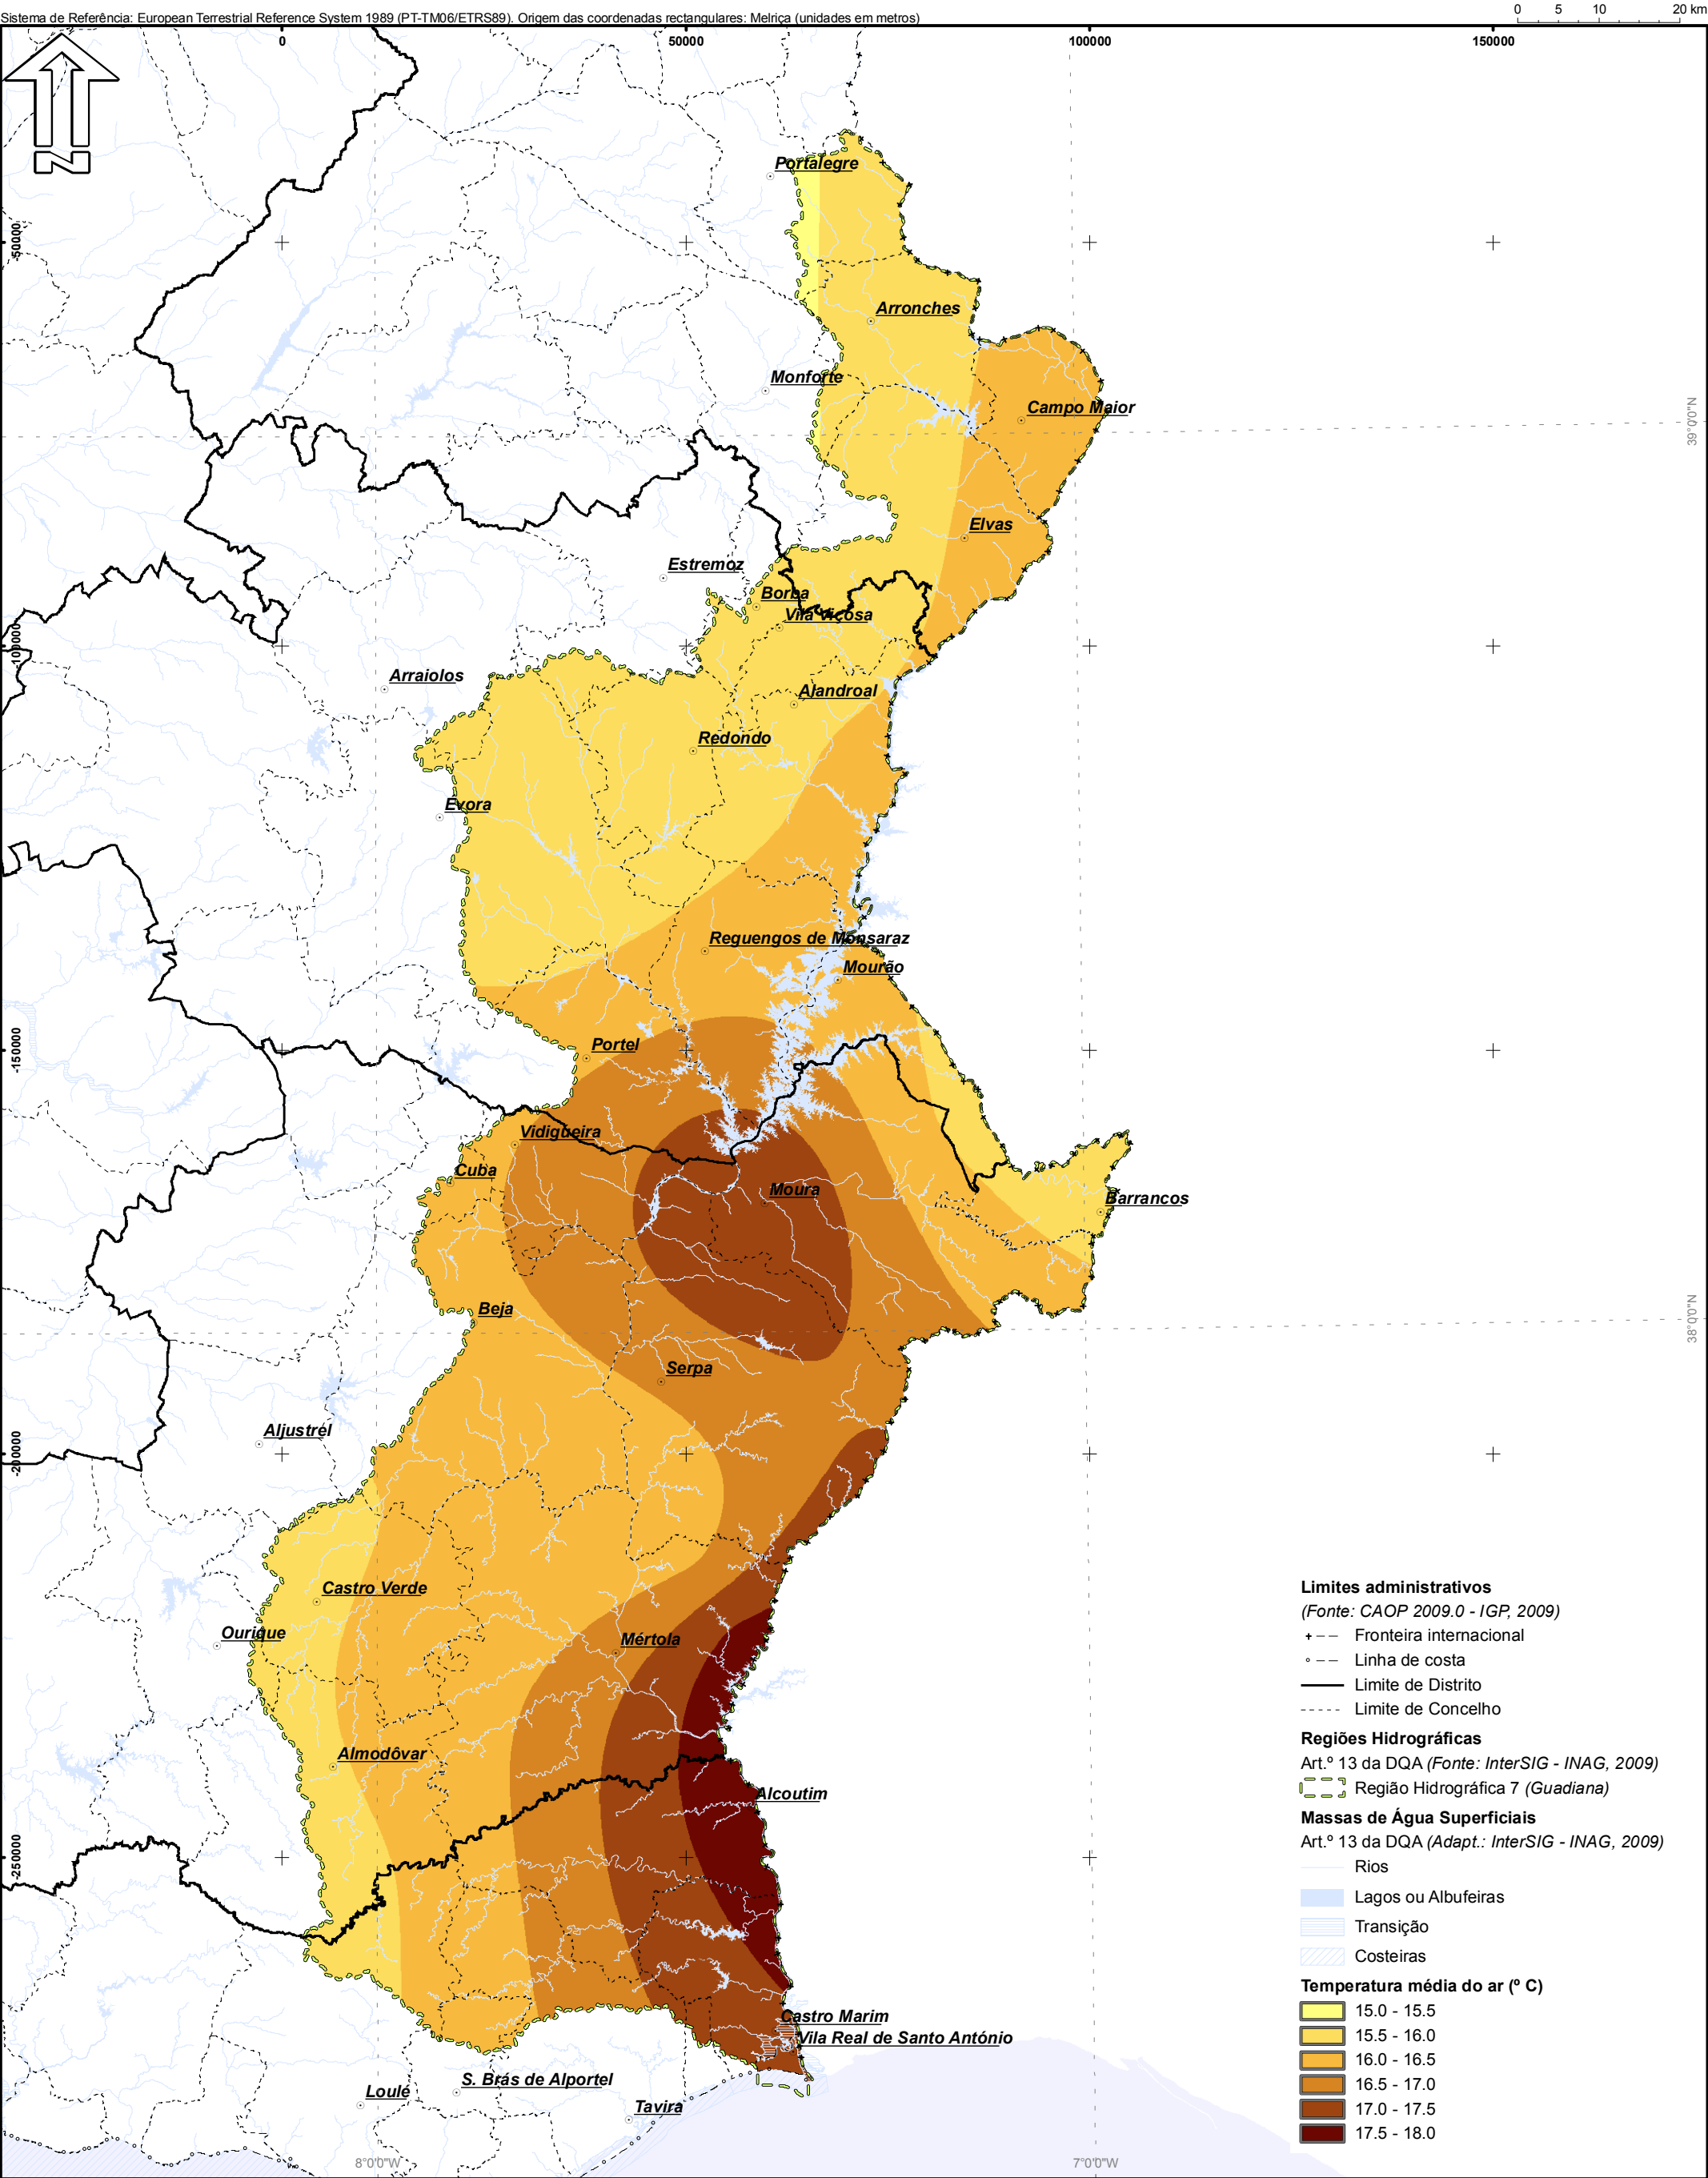 Sistema de Referência: European Terrestrial Reference System 1989 (PT-TM06/ETRS89). Origem das coordenadas rectangulares: Melriça (unidades em metros)
0 5 10 20 km
0 50000 100000 150000
N
-50000
Portalegre
Arronches
Monforte
Campo Maior
39°0'0"N
Elvas
Estremoz
Borba
Vila Viçosa
-100000
Arraiolos
Alandroal
Redondo
Evora
Reguengos de Monsaraz
Mourão
Portel
-150000
Vidigueira
Cuba
Moura
Barrancos
Beja
38°0'0"N
Serpa
Aljustrel
-200000
Castro Verde
Ourique
Mértola
Almodôvar
Alcoutim
-250000
Castro Marim
Vila Real de Santo António
S. Brás de Alportel
Loulé
Tavira
8°0'0"W
7°0'0"W
Limites administrativos
(Fonte: CAOP 2009.0 - IGP, 2009)
Fronteira internacional
Linha de costa
Limite de Distrito
Limite de Concelho
Regiões Hidrográficas
Art.º 13 da DQA (Fonte: InterSIG - INAG, 2009)
Região Hidrográfica 7 (Guadiana)
Massas de Água Superficiais
Art.º 13 da DQA (Adapt.: InterSIG - INAG, 2009)
Rios
Lagos ou Albufeiras
Transição
Costeiras
Temperatura média do ar (º C)
15.0 - 15.5
15.5 - 16.0
16.0 - 16.5
16.5 - 17.0
17.0 - 17.5
17.5 - 18.0